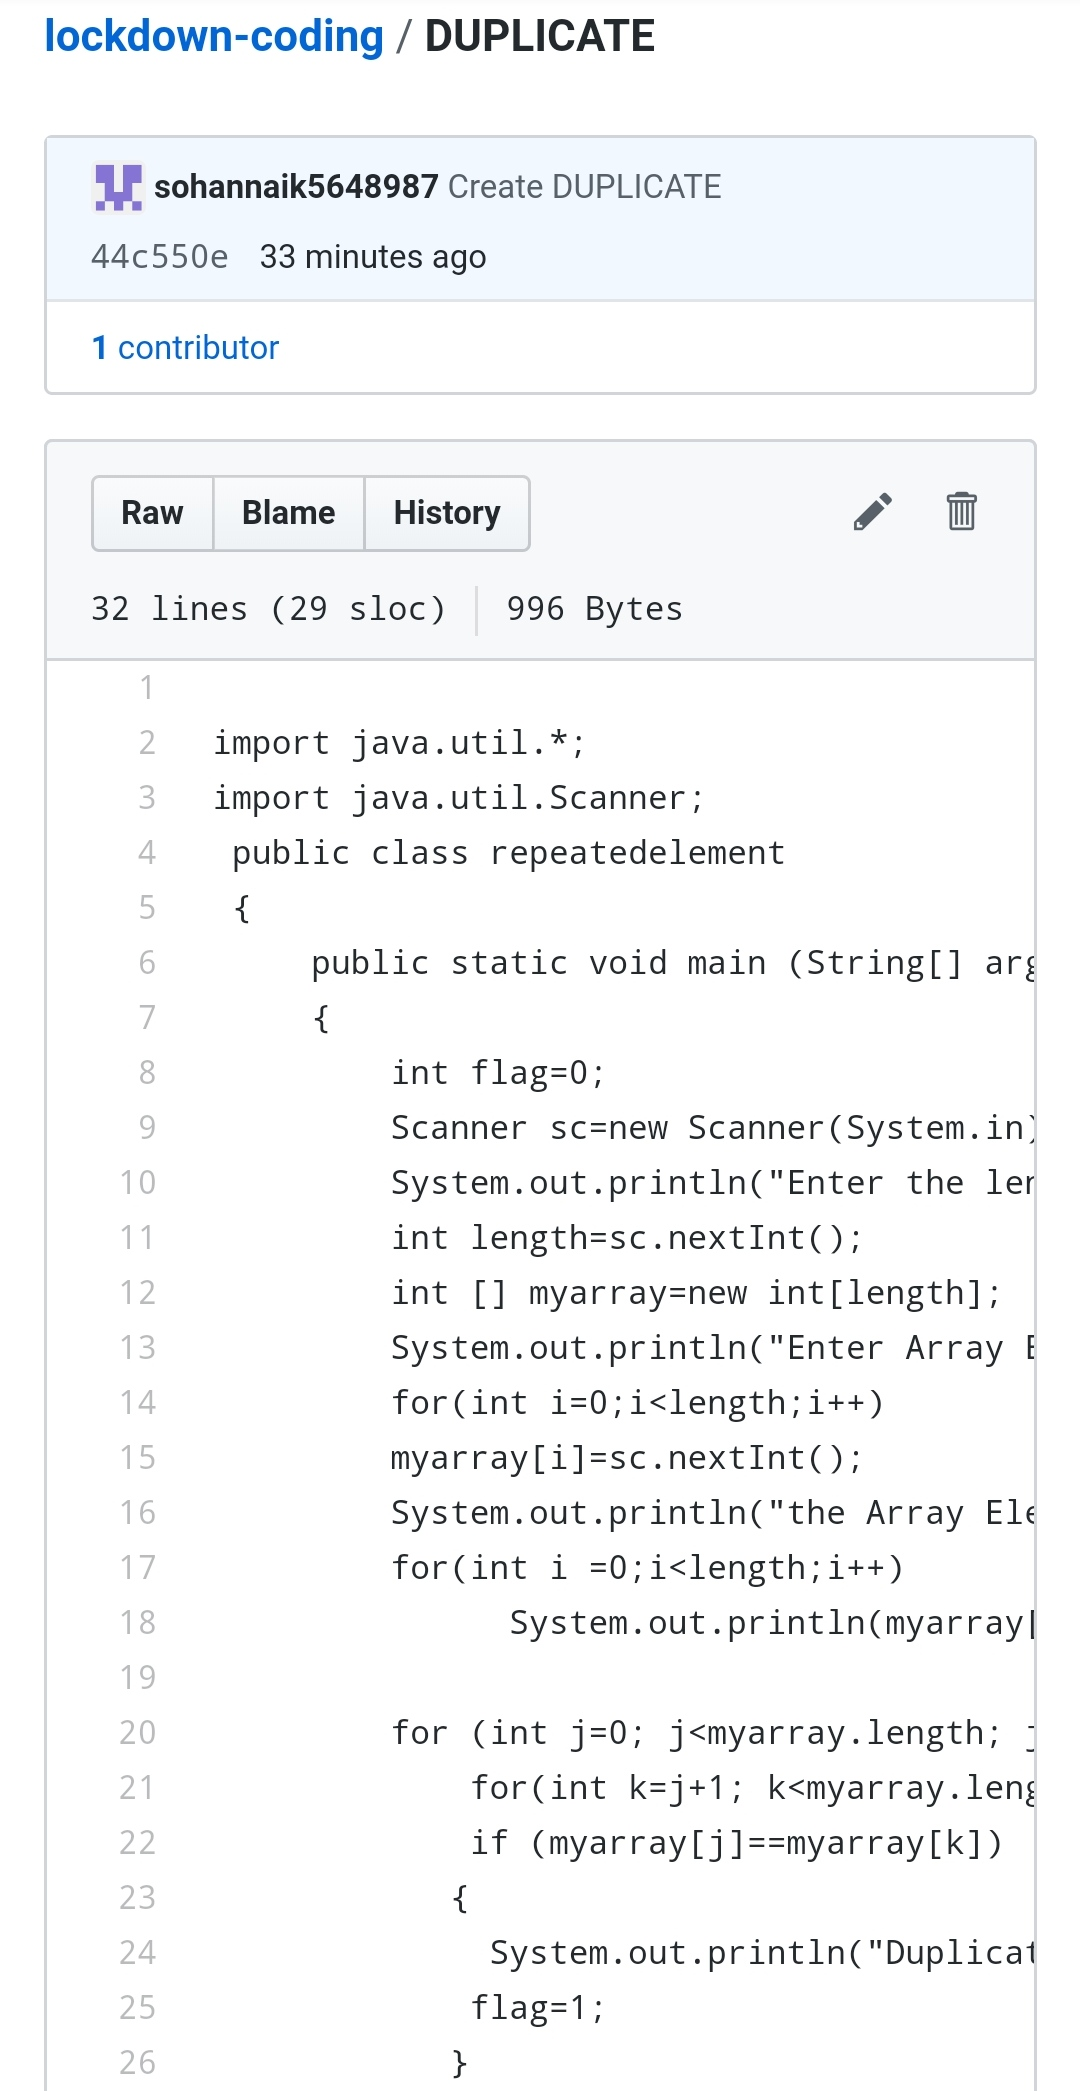 lockdown-coding / DUPLICATE
sohannaik5648987 Create DUPLICATE
44c550e 33 minutes ago
1 contributor
Raw Blame History
32 lines (29 sloc) 996 Bytes
1
2 import java.util.*;
3 import java.util.Scanner;
4 public class repeatedelement
5 {
6 public static void main (String[] arg
7 {
8 int flag=0;
9 Scanner sc=new Scanner(System.in)
10 System.out.println("Enter the len
11 int length=sc.nextInt();
12 int [] myarray=new int[length];
13 System.out.println("Enter Array E
14 for(int i=0;i<length;i++)
15 myarray[i]=sc.nextInt();
16 System.out.println("the Array Ele
17 for(int i =0;i<length;i++)
18 System.out.println(myarray[
19
20 for (int j=0; j<myarray.length; j
21 for(int k=j+1; k<myarray.leng
22 if (myarray[j]==myarray[k])
23 {
24 System.out.println("Duplicat
25 flag=1;
26 }